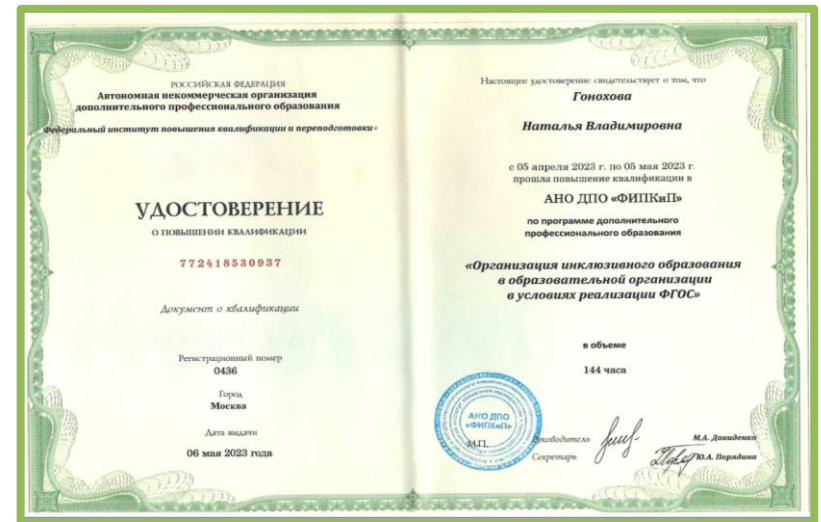 РОССИЙСКАЯ ФЕДЕРАЦИЯ
Автономная некоммерческая организация
дополнительного профессионального образования
Федеральный институт повышения квалификации и переподготовки»
УДОСТОВЕРЕНИЕ
О ПОВЫШЕНИИ КВАЛИФИКАЦИИ
772418530937
Документ о квалификации
Регистрационный номер
0436
Город
Москва
Дата выдачи
06 мая 2023 года
Настоящее удостоверение свидетельствует о том, что
Гонохова
Наталья Владимировна
с 05 апреля 2023 г. по 05 мая 2023 г.
прошла повышение квалификации в
АНО ДПО «ФИПКиП»
по программе дополнительного
профессионального образования
«Организация инклюзивного образования
в образовательной организации
в условиях реализации ФГОС»
в объеме
144 часа
АНО ДПО
«ФИПКиП»
М.П.
Руководитель М.А. Давиденко
Секретарь Ю.А. Порядина